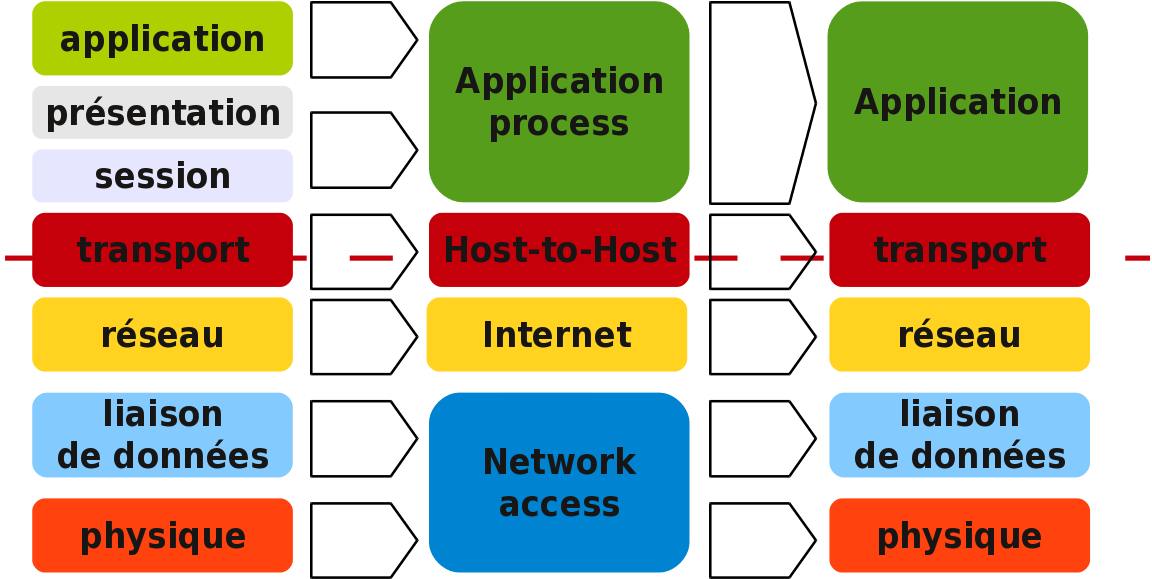 application
présentation
session
transport
réseau
liaison
de données
physique
Application
process
Host-to-Host
Internet
Network
access
Application
transport
réseau
liaison
de données
physique